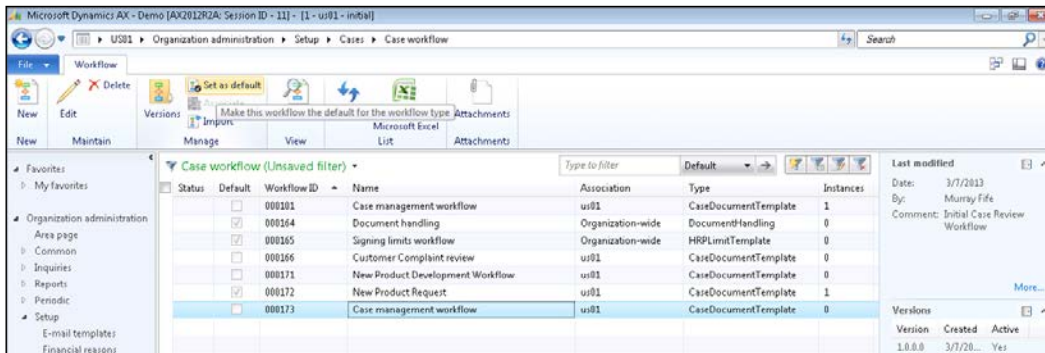 Microsoft Dynamics AX - Demo [AX2012R2A: Session ID - 11] - [1 - us01 - initial]
US01 ▸ Organization administration ▸ Setup ▸ Cases ▸ Case workflow
Search
File
Workflow
New
Edit
Delete
Versions
Set as default
Import
Make this workflow the default for the workflow type
Microsoft Excel
Attachments
New
Maintain
Manage
View
List
Attachments
Favorites
My favorites
Organization administration
Area page
Common
Inquiries
Reports
Periodic
Setup
E-mail templates
Financial reasons
Case workflow (Unsaved filter)
Type to filter
Default
Status Default Workflow ID Name Association Type Instances
000101 Case management workflow us01 CaseDocumentTemplate 1
000164 Document handling Organization-wide DocumentHandling 0
000165 Signing limits workflow Organization-wide HRPLimitTemplate 0
000166 Customer Complaint review us01 CaseDocumentTemplate 0
000171 New Product Development Workflow us01 CaseDocumentTemplate 0
000172 New Product Request us01 CaseDocumentTemplate 1
000173 Case management workflow us01 CaseDocumentTemplate 0
Last modified
Date: 3/7/2013
By: Murray Fife
Comment: Initial Case Review
Workflow
More...
Versions
Version Created Active
1.0.0.0 3/7/20... Yes